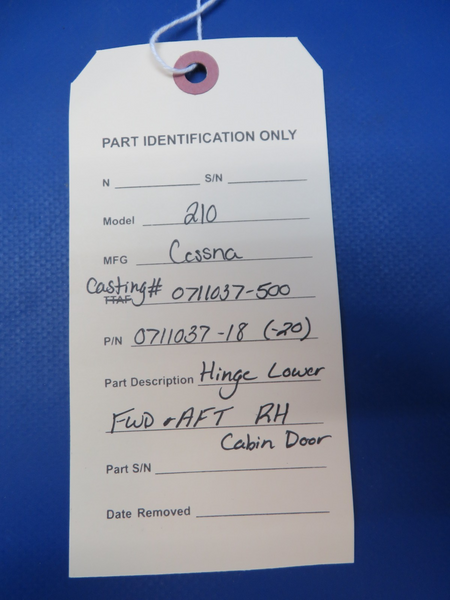 PART IDENTIFICATION ONLY
N S/N
Model 210
MFG Cessna
Casting# TTAF 0711037-500
P/N 0711037-18 (-20)
Part Description Hinge Lower
FWD & AFT RH
Cabin Door
Part S/N
Date Removed